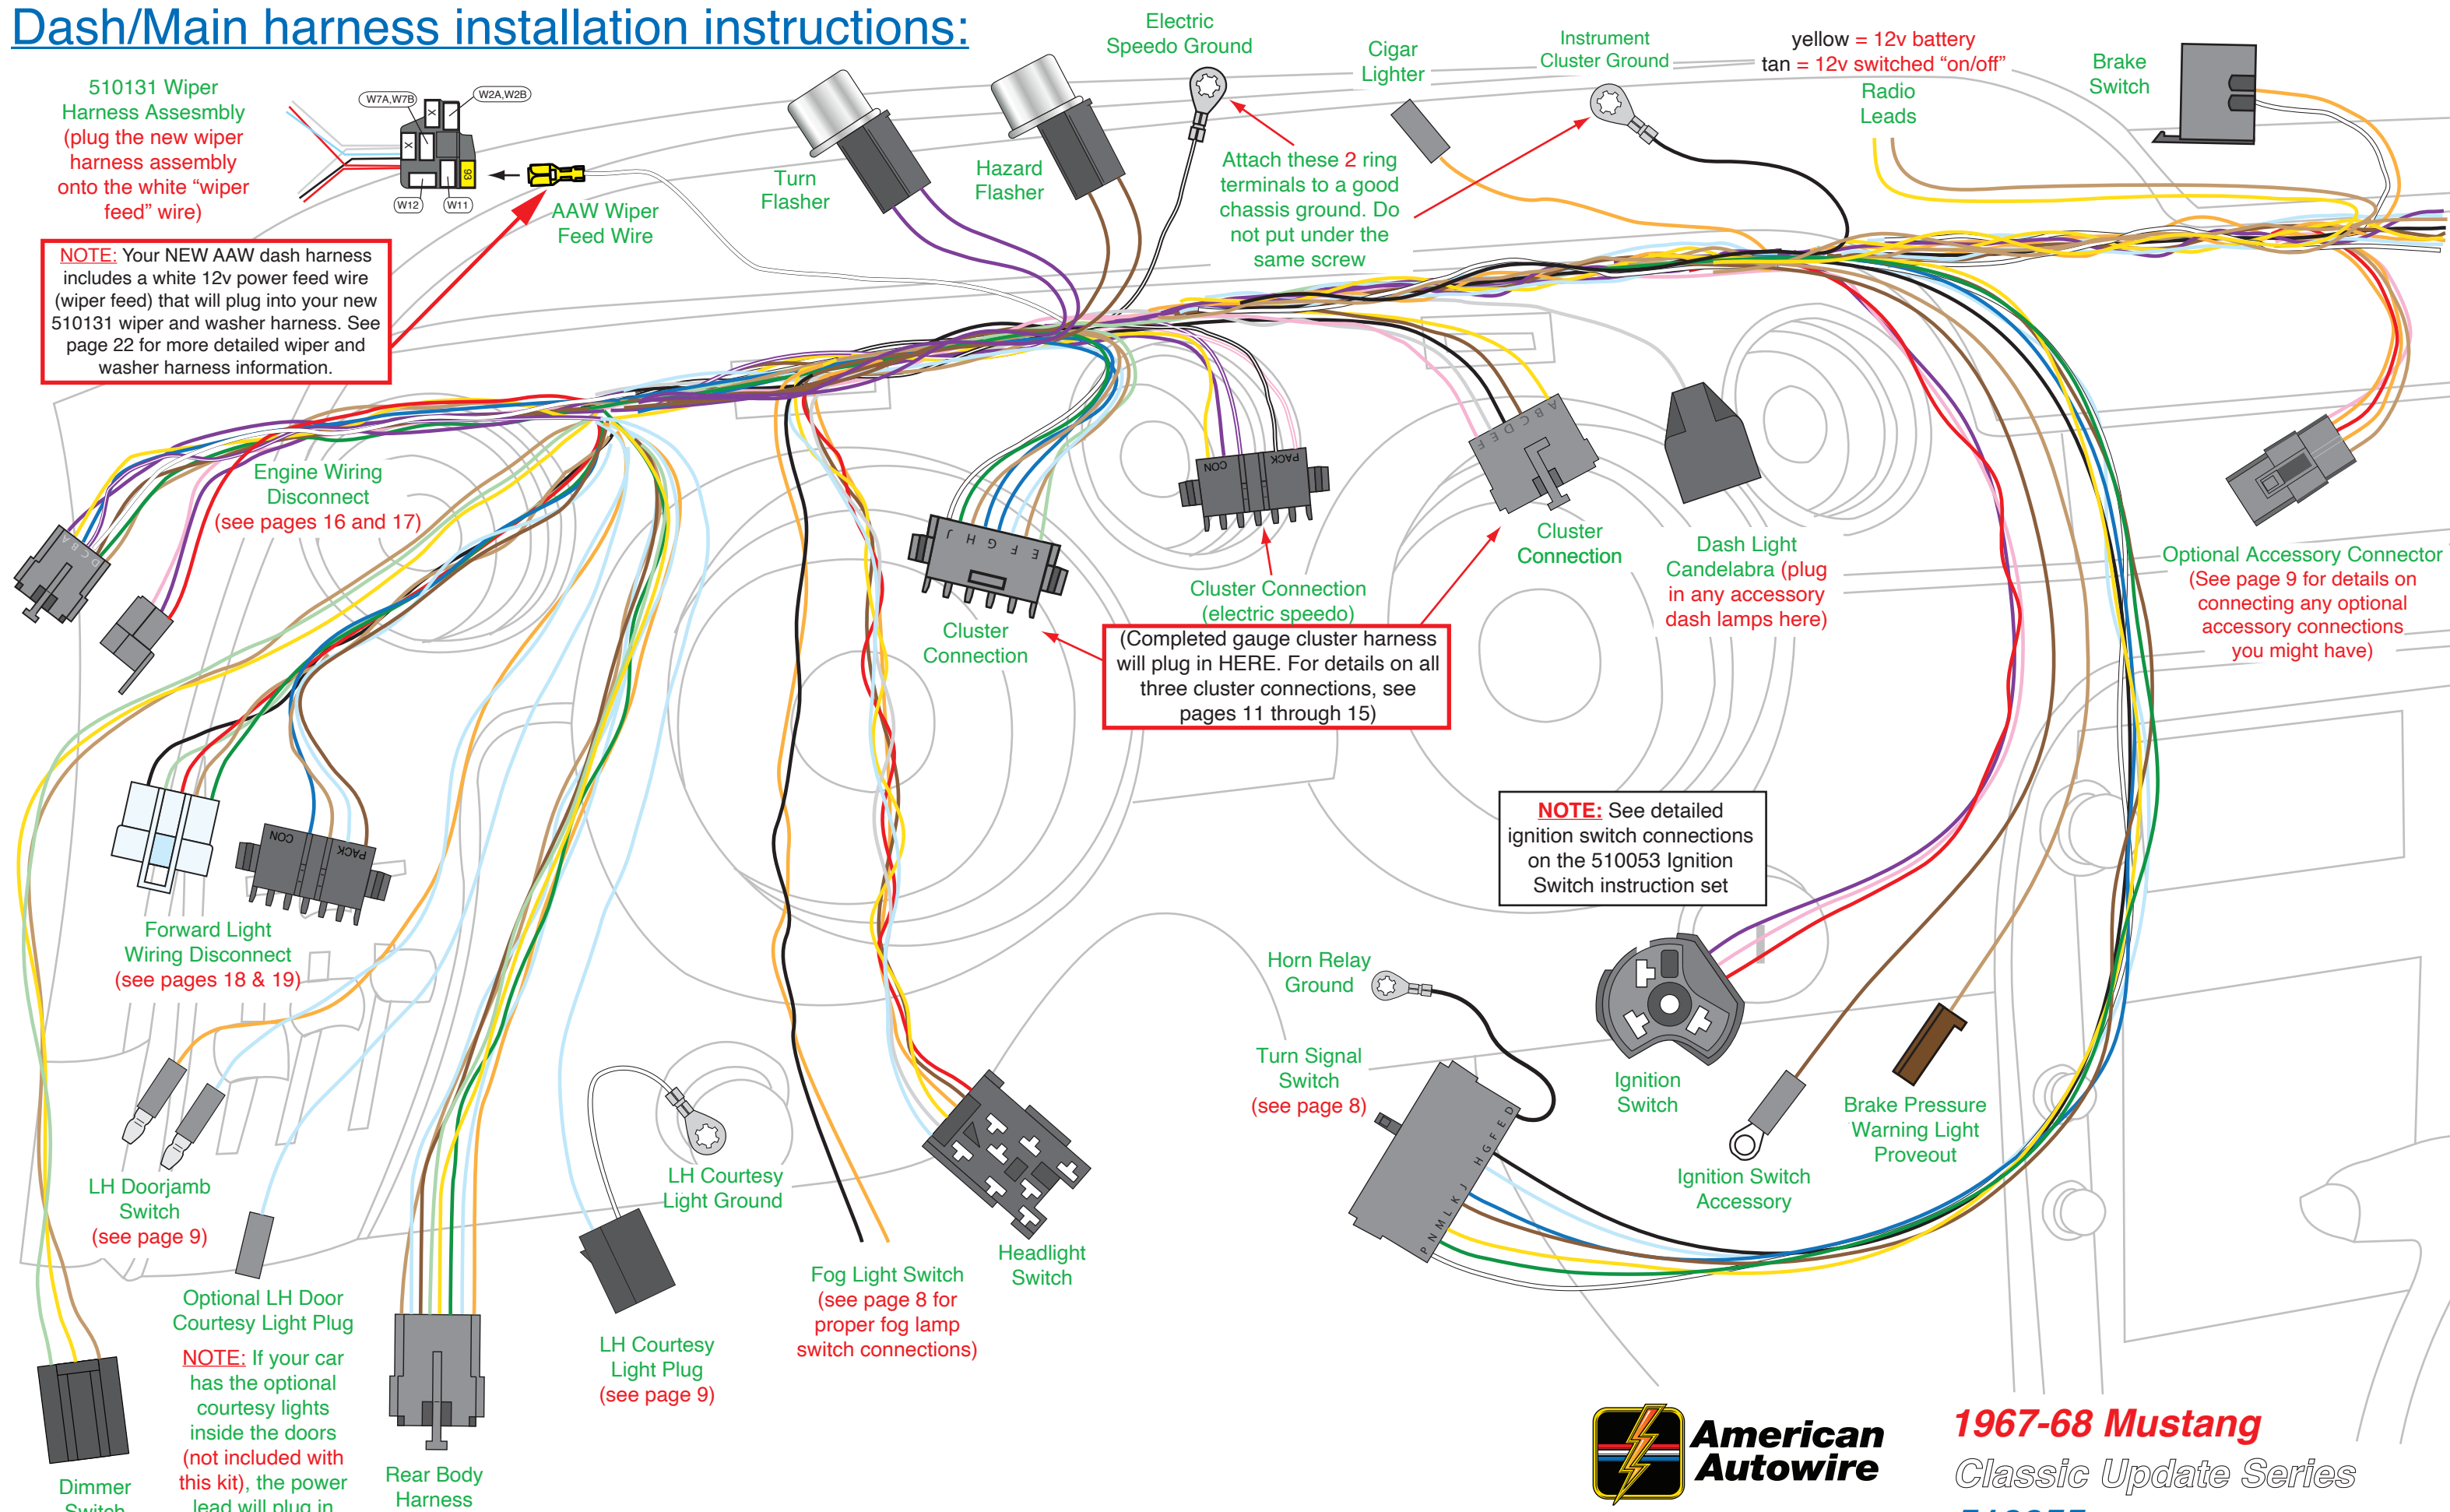 Dash/Main harness installation instructions:
510131 Wiper
Harness Assesmbly
(plug the new wiper
harness assembly
onto the white “wiper
feed” wire)
W7A,W7B
W2A,W2B
X
X
93
W12
W11
AAW Wiper
Feed Wire
NOTE: Your NEW AAW dash harness
includes a white 12v power feed wire
(wiper feed) that will plug into your new
510131 wiper and washer harness. See
page 22 for more detailed wiper and
washer harness information.
Turn
Flasher
Hazard
Flasher
Electric
Speedo Ground
Attach these 2 ring
terminals to a good
chassis ground. Do
not put under the
same screw
Cigar
Lighter
Instrument
Cluster Ground
yellow = 12v battery
tan = 12v switched “on/off”
Radio
Leads
Brake
Switch
Engine Wiring
Disconnect
(see pages 16 and 17)
A
B
C
D
J H G F E
Cluster
Connection
CON
PACK
Cluster Connection
(electric speedo)
(Completed gauge cluster harness
will plug in HERE. For details on all
three cluster connections, see
pages 11 through 15)
A
B
C
D
E
F
Cluster
Connection
Dash Light
Candelabra (plug
in any accessory
dash lamps here)
Optional Accessory Connector
(See page 9 for details on
connecting any optional
accessory connections
you might have)
CON
PACK
Forward Light
Wiring Disconnect
(see pages 18 & 19)
NOTE: See detailed
ignition switch connections
on the 510053 Ignition
Switch instruction set
Horn Relay
Ground
Turn Signal
Switch
(see page 8)
D
E
F
G
H
J
K
L
M
N
P
Ignition
Switch
Ignition Switch
Accessory
Brake Pressure
Warning Light
Proveout
LH Doorjamb
Switch
(see page 9)
LH Courtesy
Light Ground
Headlight
Switch
Fog Light Switch
(see page 8 for
proper fog lamp
switch connections)
Optional LH Door
Courtesy Light Plug
NOTE: If your car
has the optional
courtesy lights
inside the doors
(not included with
this kit), the power
lead will plug in
LH Courtesy
Light Plug
(see page 9)
Rear Body
Harness
Dimmer
Switch
American
Autowire
1967-68 Mustang
Classic Update Series